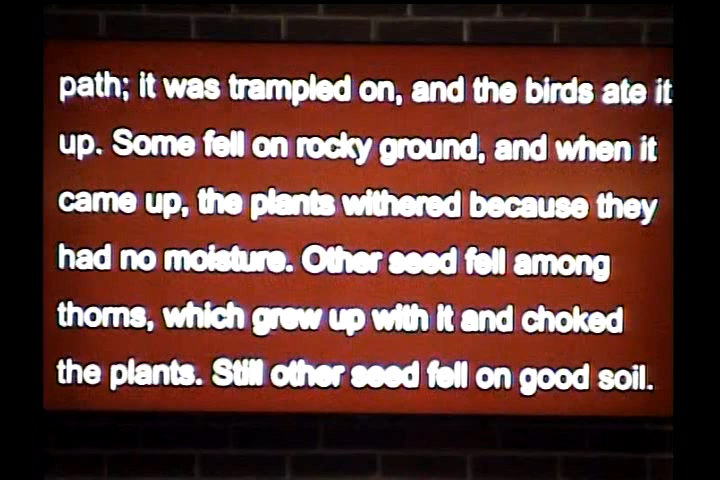 path; it was trampled on, and the birds ate it
up. Some fell on rocky ground, and when it
came up, the plants withered because they
had no moisture. Other seed fell among
thorns, which grew up with it and choked
the plants. Still other seed fell on good soil.